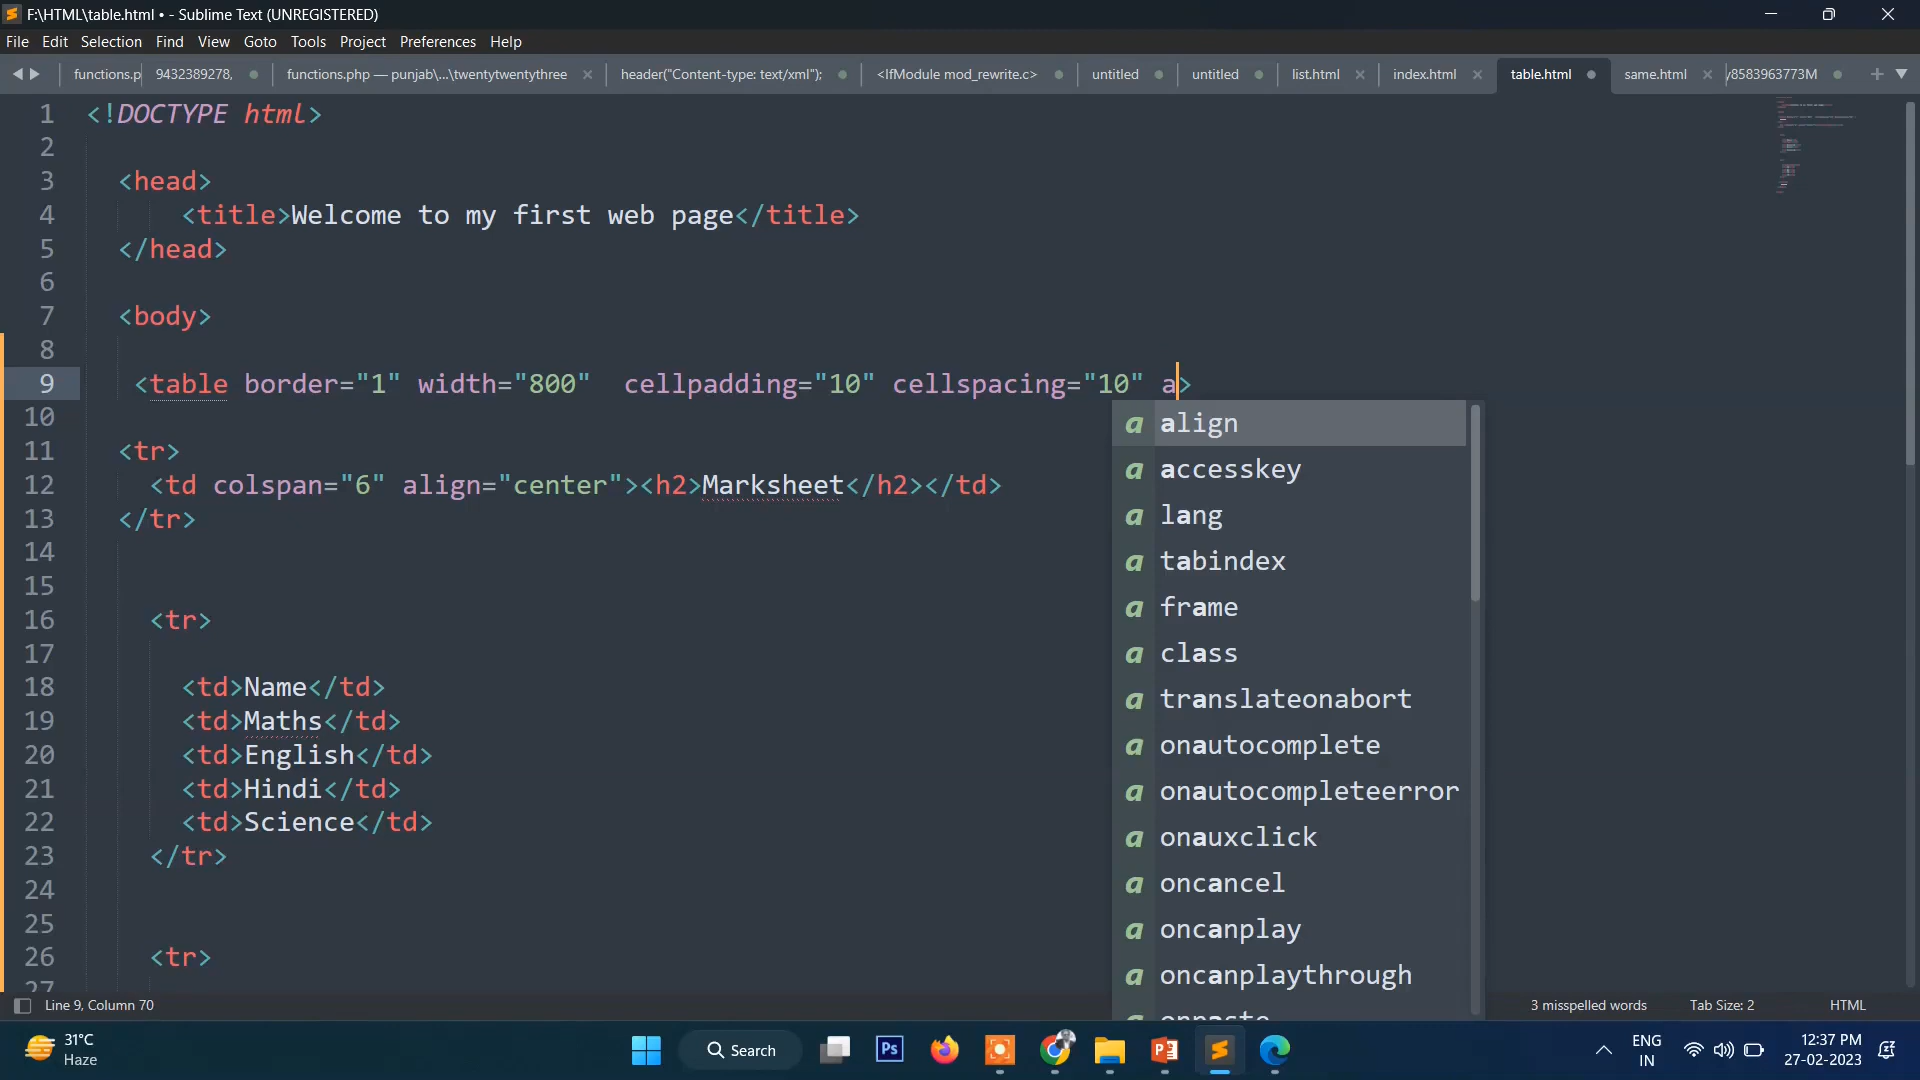 F:\HTML\table.html • - Sublime Text (UNREGISTERED)
File Edit Selection Find View Goto Tools Project Preferences Help
functions.p 9432389278, functions.php — punjab\...\twentytwentythree header("Content-type: text/xml"); <IfModule mod_rewrite.c> untitled untitled list.html index.html table.html same.html y8583963773M
1 <!DOCTYPE html>
2
3 <head>
4 <title>Welcome to my first web page</title>
5 </head>
6
7 <body>
8
9 <table border="1" width="800"  cellpadding="10" cellspacing="10" a>
10
11 <tr>
12 <td colspan="6" align="center"><h2>Marksheet</h2></td>
13 </tr>
14
15
16 <tr>
17
18 <td>Name</td>
19 <td>Maths</td>
20 <td>English</td>
21 <td>Hindi</td>
22 <td>Science</td>
23 </tr>
24
25
26 <tr>
27
a align
a accesskey
a lang
a tabindex
a frame
a class
a translateonabort
a onautocomplete
a onautocompleteerror
a onauxclick
a oncancel
a oncanplay
a oncanplaythrough
Line 9, Column 70 3 misspelled words Tab Size: 2 HTML
31°C
Haze
Search
Ps
ENG
IN
12:37 PM
27-02-2023